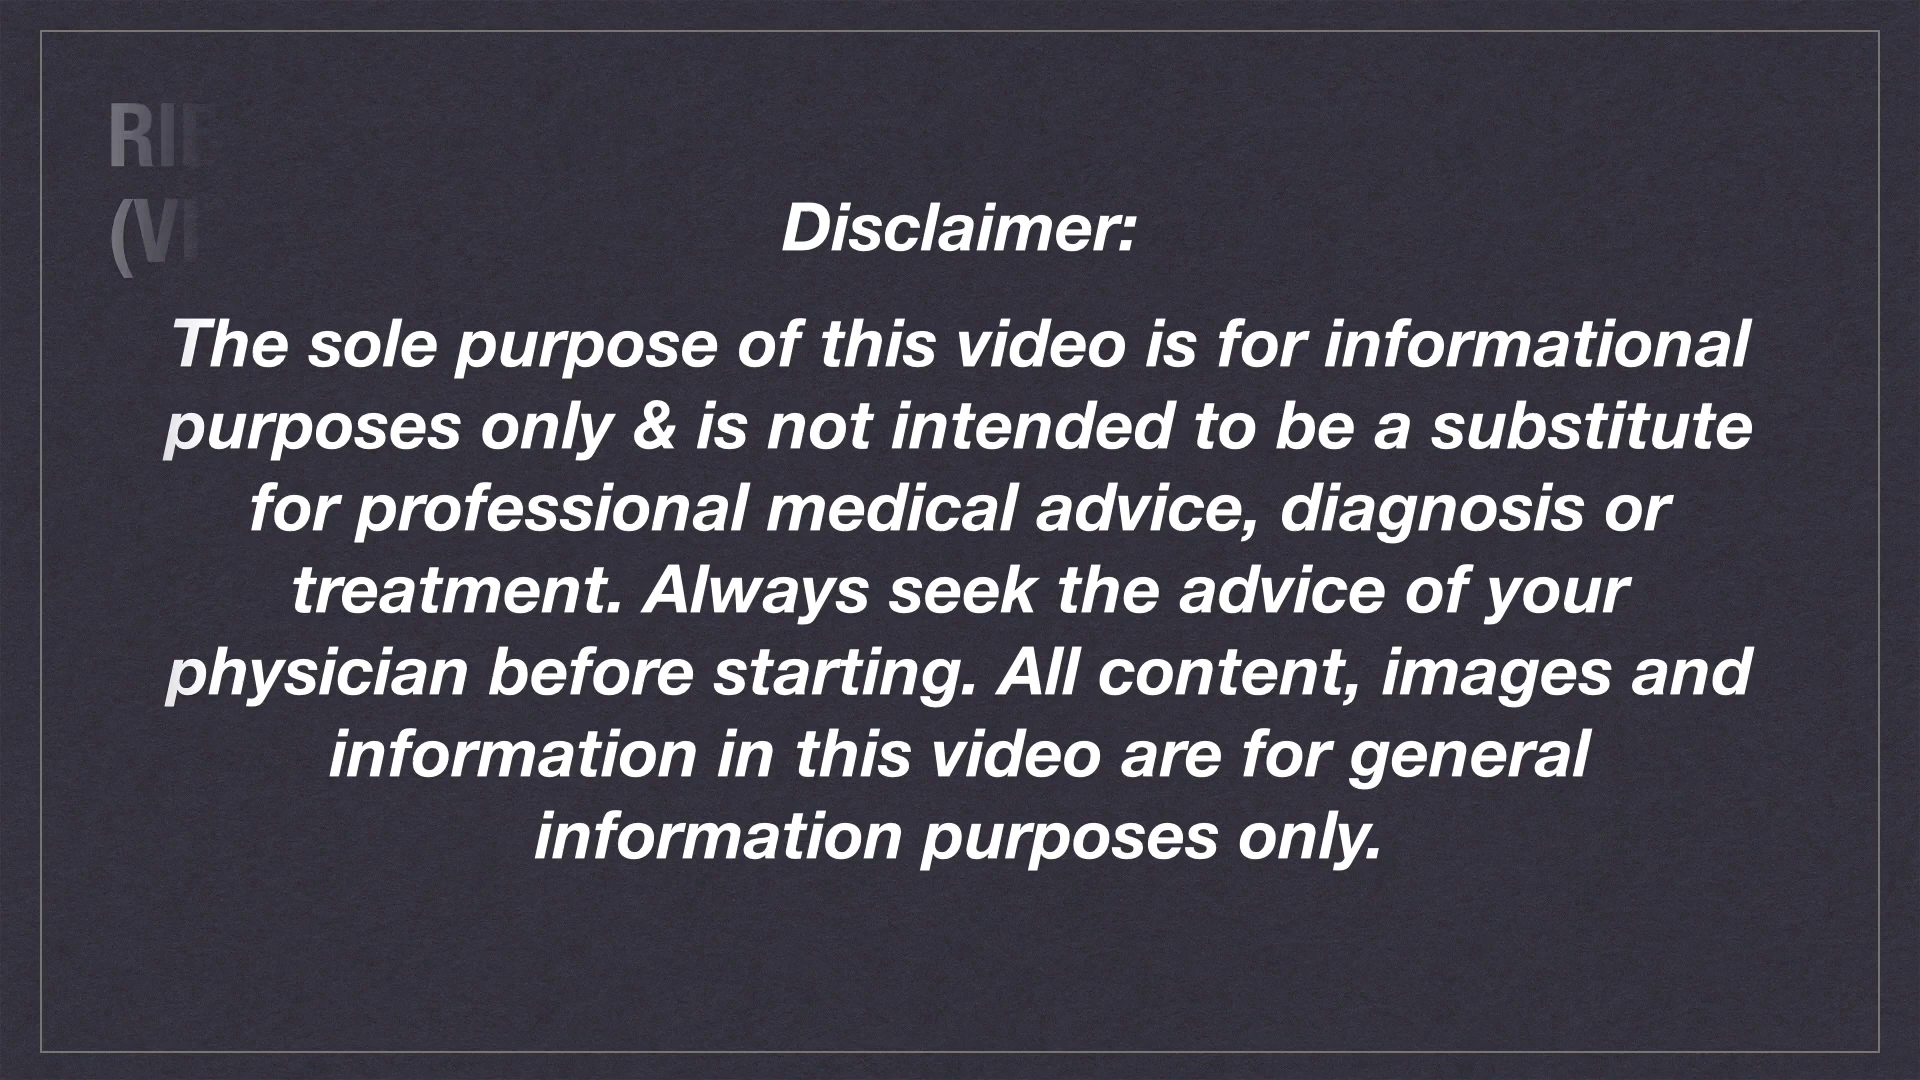 Disclaimer:
The sole purpose of this video is for informational
purposes only & is not intended to be a substitute
for professional medical advice, diagnosis or
treatment. Always seek the advice of your
physician before starting. All content, images and
information in this video are for general
information purposes only.